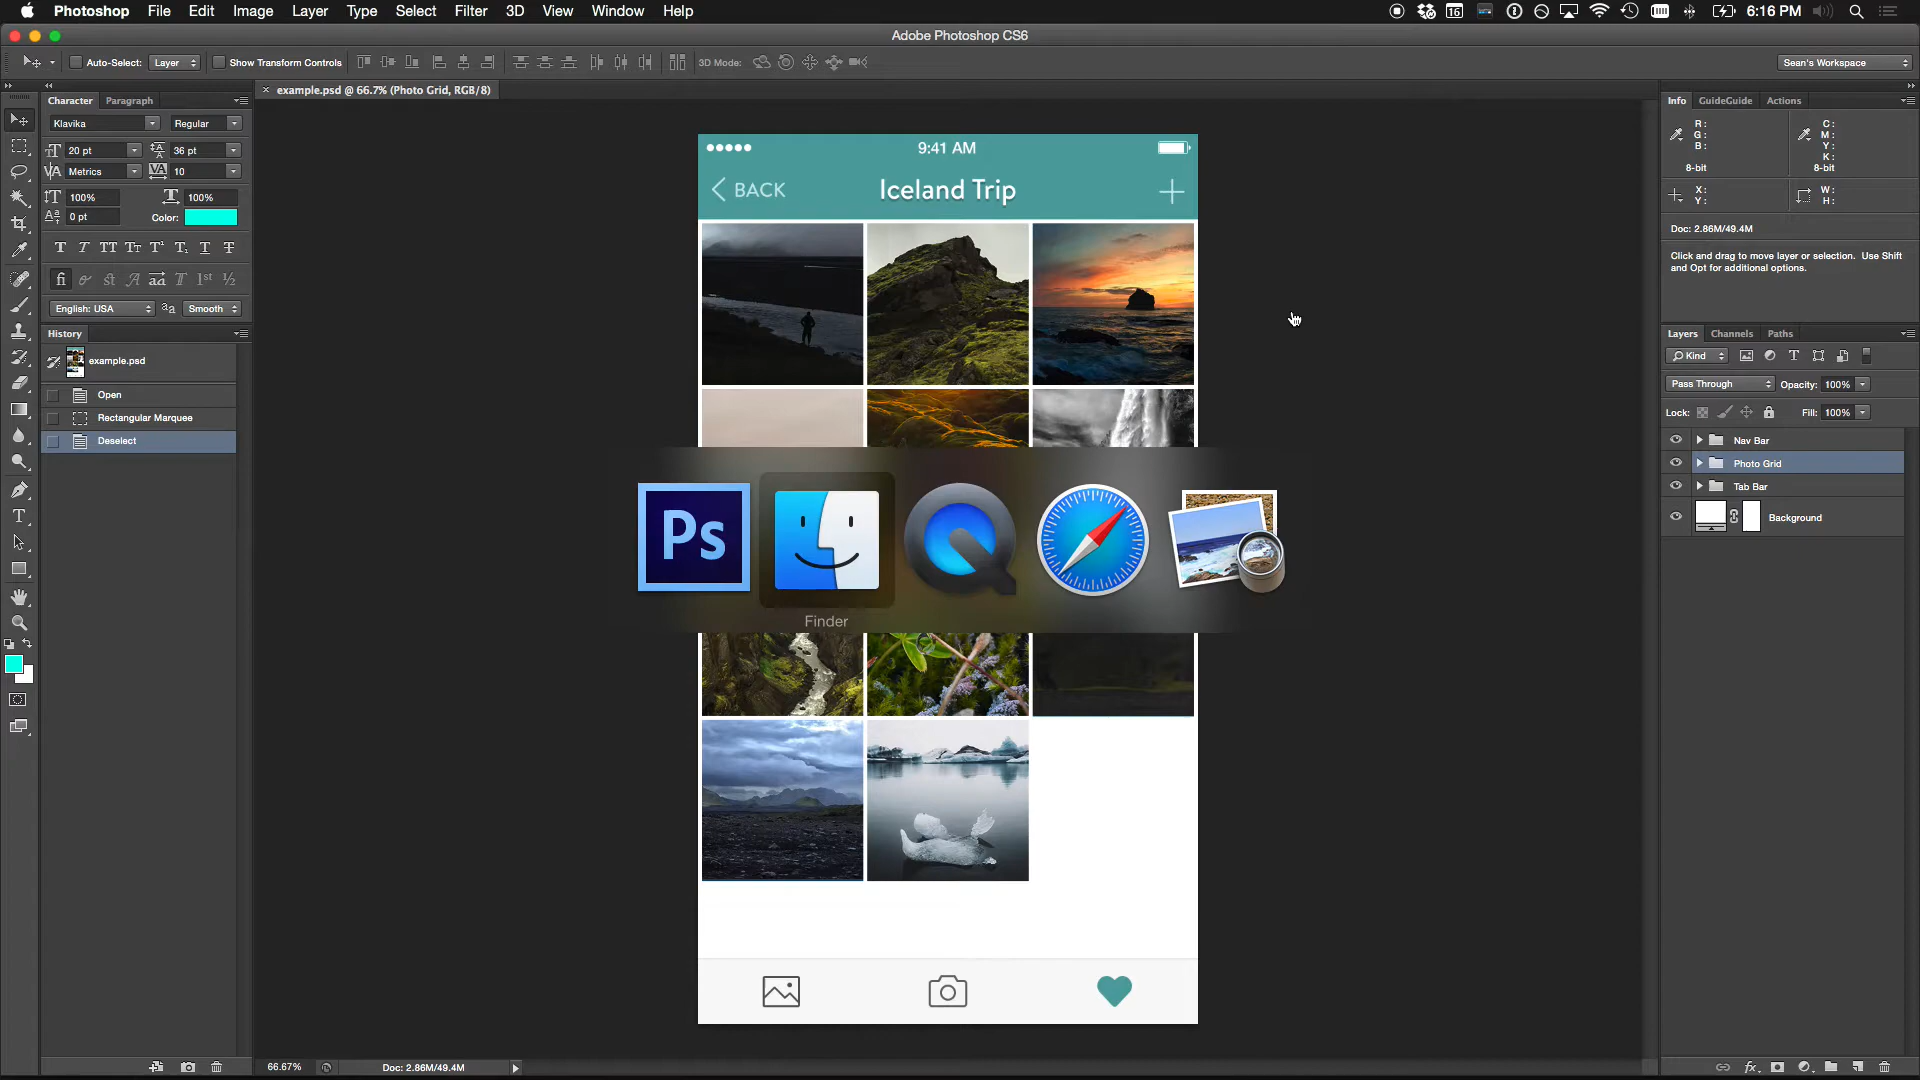 Photoshop File Edit Image Layer Type Select Filter 3D View Window Help
16 6:16 PM
Adobe Photoshop CS6
Auto-Select: Layer Show Transform Controls 3D Mode: Sean's Workspace
example.psd @ 66.7% (Photo Grid, RGB/8)
Character Paragraph
Klavika Regular
20 pt 36 pt
Metrics 10
100% 100%
0 pt Color:
English: USA Smooth
History
example.psd
Open
Rectangular Marquee
Deselect
9:41 AM
BACK Iceland Trip
Ps
Finder
Info GuideGuide Actions
R: C:
G: M:
B: Y:
K:
8-bit 8-bit
X: W:
Y: H:
Doc: 2.86M/49.4M
Click and drag to move layer or selection. Use Shift
and Opt for additional options.
Layers Channels Paths
Kind
Pass Through Opacity: 100%
Lock: Fill: 100%
Nav Bar
Photo Grid
Tab Bar
Background
66.67% Doc: 2.86M/49.4M